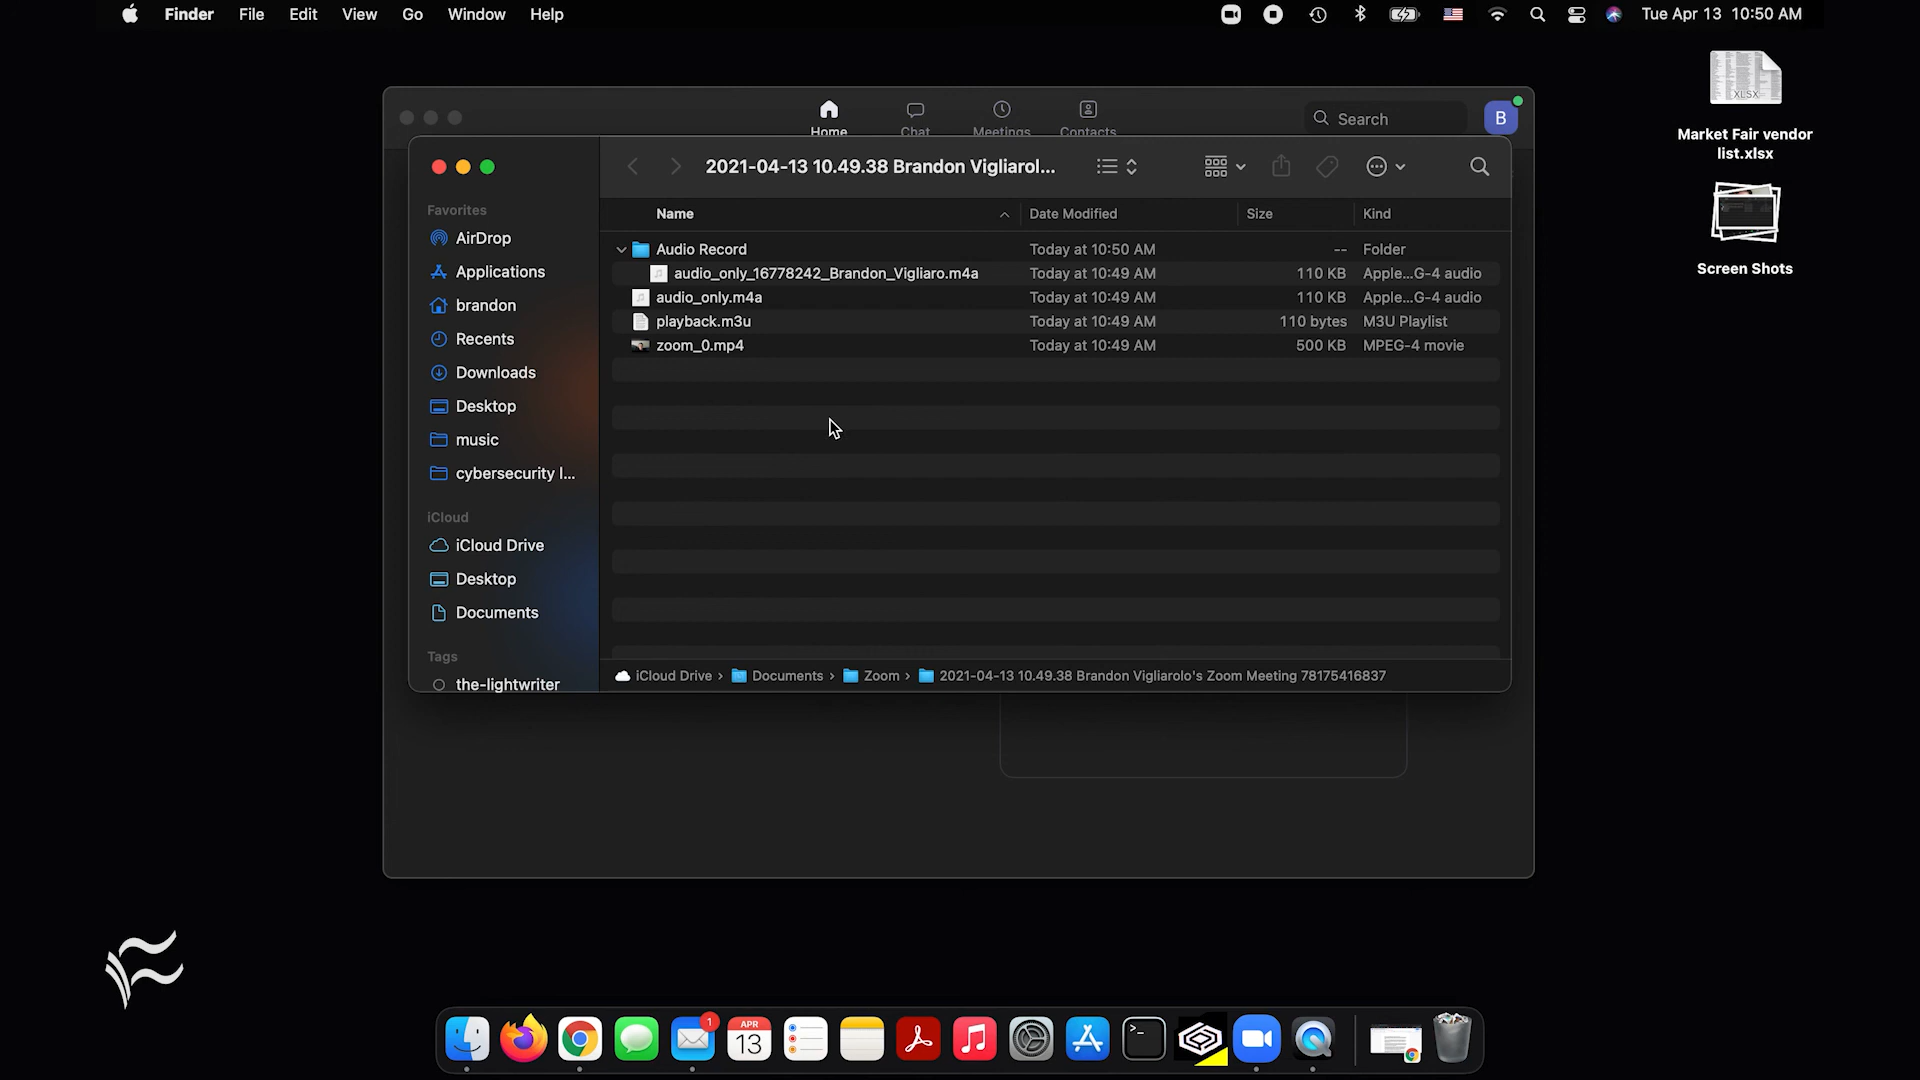 Finder File Edit View Go Window Help
Tue Apr 13 10:50 AM
XLSX
Market Fair vendor
list.xlsx
Screen Shots
Home Chat Meetings Contacts
Search
B
2021-04-13 10.49.38 Brandon Vigliarol...
Favorites
AirDrop
Applications
brandon
Recents
Downloads
Desktop
music
cybersecurity l...
iCloud
iCloud Drive
Desktop
Documents
Tags
the-lightwriter
Name Date Modified Size Kind
Audio Record Today at 10:50 AM -- Folder
audio_only_16778242_Brandon_Vigliaro.m4a Today at 10:49 AM 110 KB Apple...G-4 audio
audio_only.m4a Today at 10:49 AM 110 KB Apple...G-4 audio
playback.m3u Today at 10:49 AM 110 bytes M3U Playlist
zoom_0.mp4 Today at 10:49 AM 500 KB MPEG-4 movie
iCloud Drive › Documents › Zoom › 2021-04-13 10.49.38 Brandon Vigliarolo's Zoom Meeting 78175416837
1
APR
13